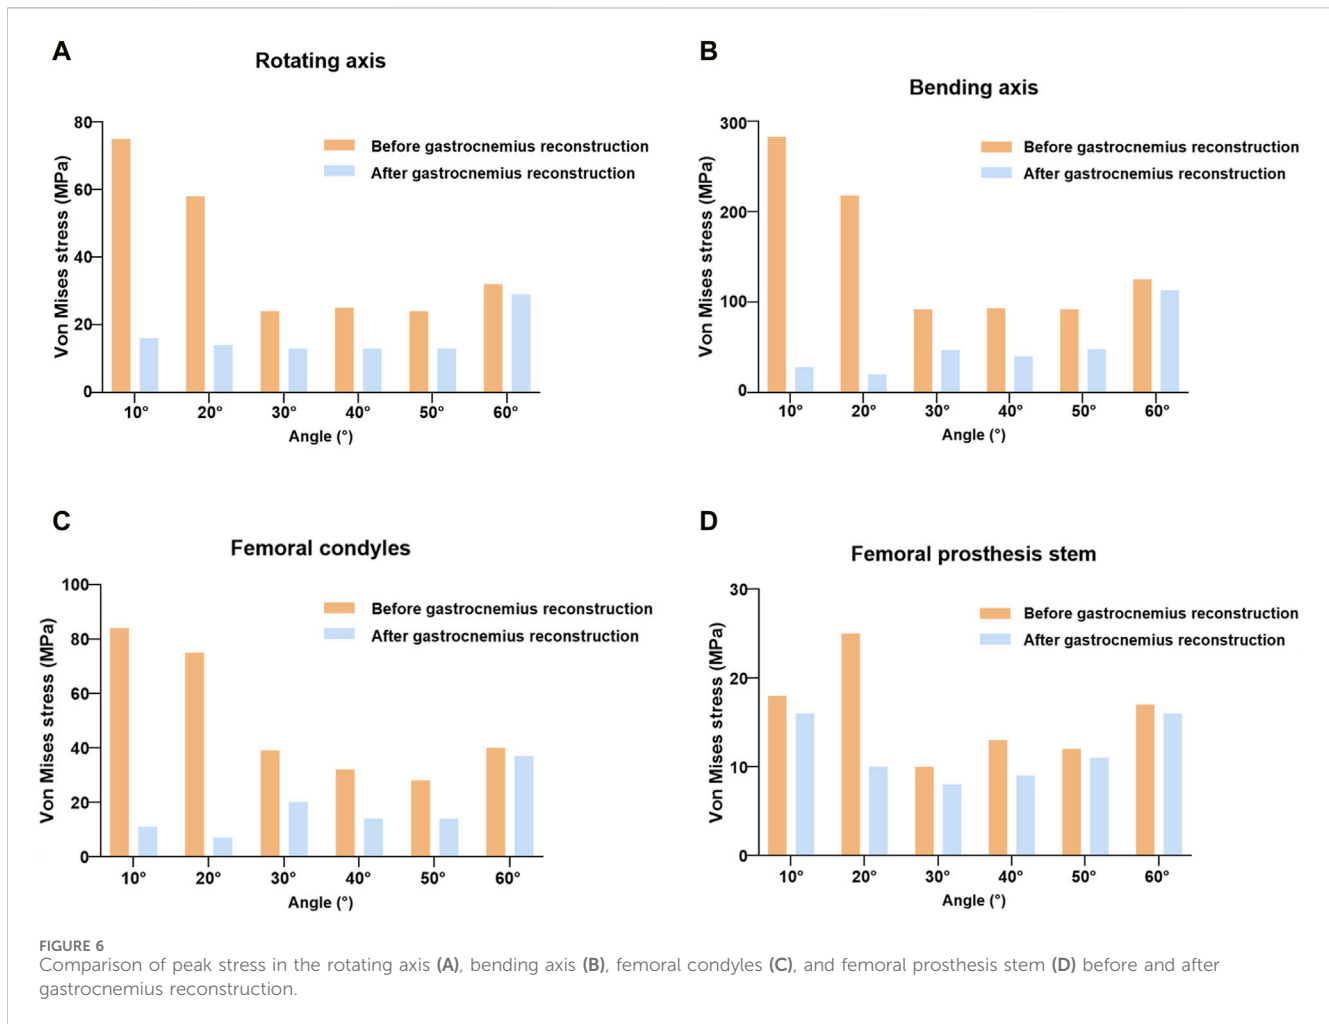 A
Rotating axis
Von Mises stress (MPa)
80
60
40
20
0
Before gastrocnemius reconstruction
After gastrocnemius reconstruction
10°
20°
30°
40°
50°
60°
Angle (°)
B
Bending axis
Von Mises stress (MPa)
300
200
100
0
Before gastrocnemius reconstruction
After gastrocnemius reconstruction
10°
20°
30°
40°
50°
60°
Angle (°)
C
Femoral condyles
Von Mises stress (MPa)
100
80
60
40
20
0
Before gastrocnemius reconstruction
After gastrocnemius reconstruction
10°
20°
30°
40°
50°
60°
Angle (°)
D
Femoral prosthesis stem
Von Mises stress (MPa)
30
20
10
0
Before gastrocnemius reconstruction
After gastrocnemius reconstruction
10°
20°
30°
40°
50°
60°
Angle (°)
FIGURE 6
Comparison of peak stress in the rotating axis (A), bending axis (B), femoral condyles (C), and femoral prosthesis stem (D) before and after
gastrocnemius reconstruction.